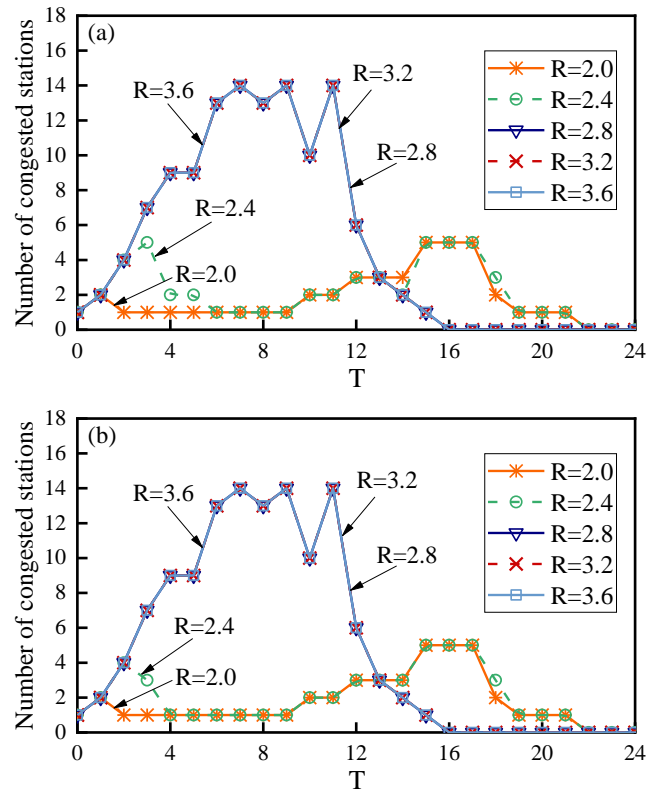 (a)
Number of congested stations
18
16
14
12
10
8
6
4
2
0
R=3.6
R=3.2
R=2.8
R=2.4
R=2.0
R=2.0
R=2.4
R=2.8
R=3.2
R=3.6
0 4 8 12 16 20 24
T
(b)
Number of congested stations
18
16
14
12
10
8
6
4
2
0
R=3.6
R=3.2
R=2.8
R=2.4
R=2.0
R=2.0
R=2.4
R=2.8
R=3.2
R=3.6
0 4 8 12 16 20 24
T